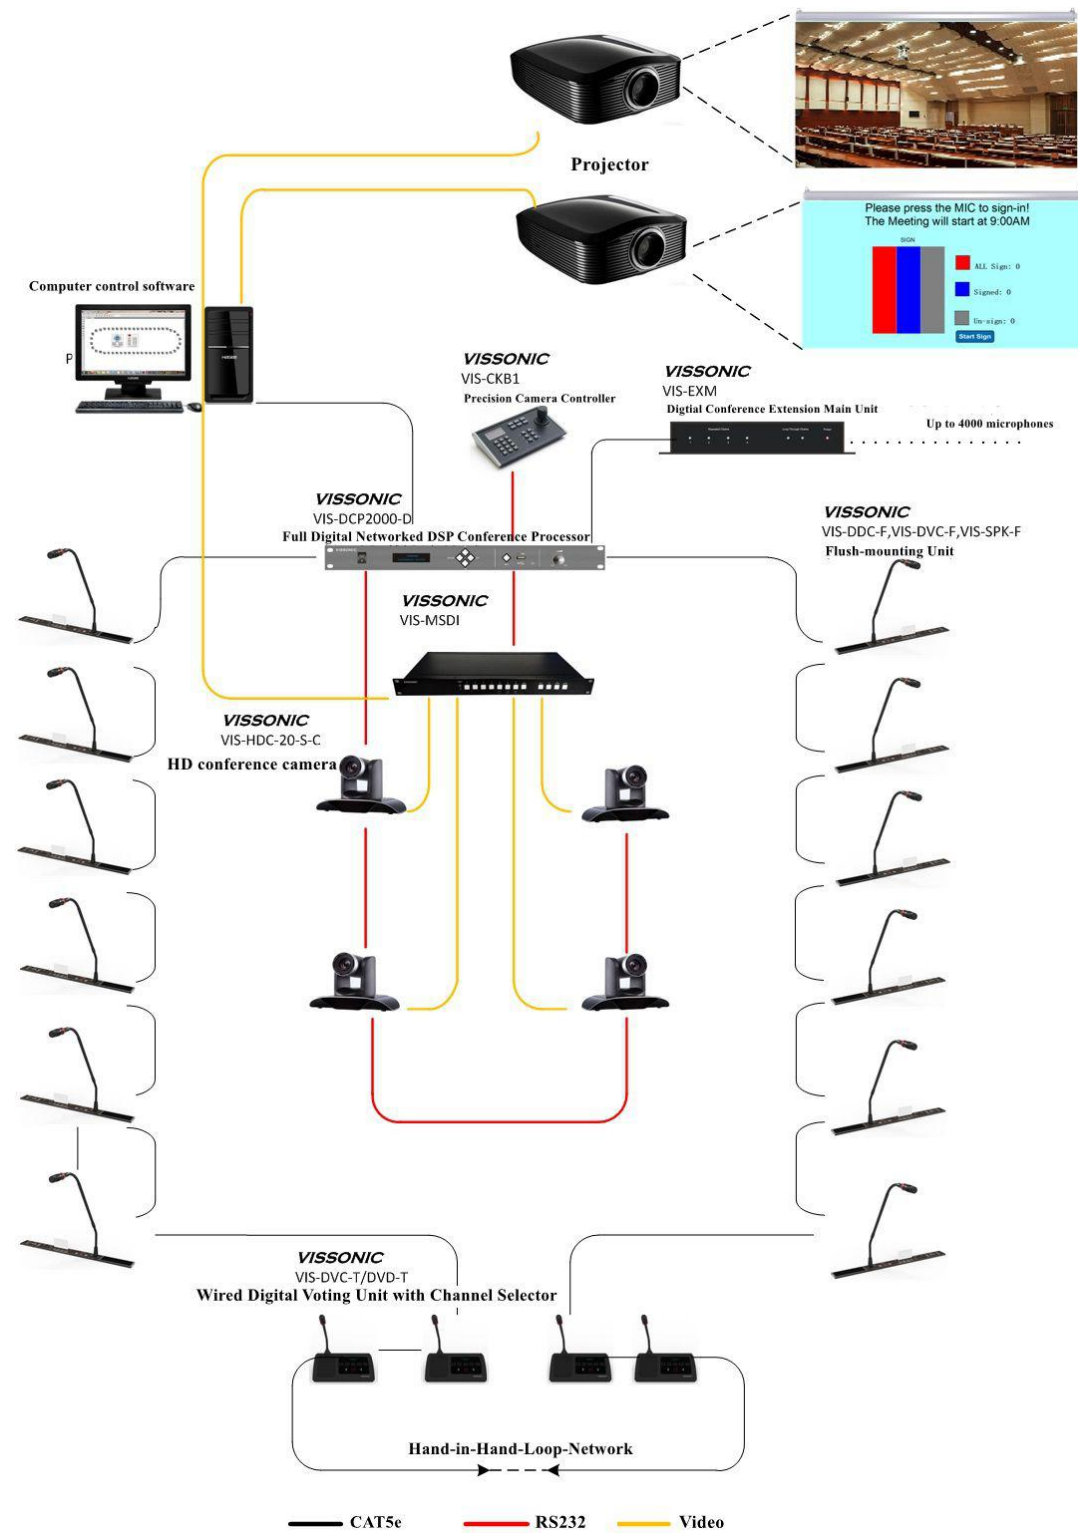 Projector
Please press the MIC to sign-in!
The Meeting will start at 9:00AM
SIGN
ALL Sign: 0
Signed: 0
Un-sign: 0
Start Sign
Computer control software
P
VISSONIC
VIS-CKB1
Precision Camera Controller
VISSONIC
VIS-EXM
Digtial Conference Extension Main Unit
Up to 4000 microphones
VISSONIC
VIS-DCP2000-D
Full Digital Networked DSP Conference Processor
VISSONIC
VIS-DDC-F,VIS-DVC-F,VIS-SPK-F
Flush-mounting Unit
VISSONIC
VIS-MSDI
VISSONIC
VIS-HDC-20-S-C
HD conference camera
VISSONIC
VIS-DVC-T/DVD-T
Wired Digital Voting Unit with Channel Selector
Hand-in-Hand-Loop-Network
CAT5e
RS232
Video